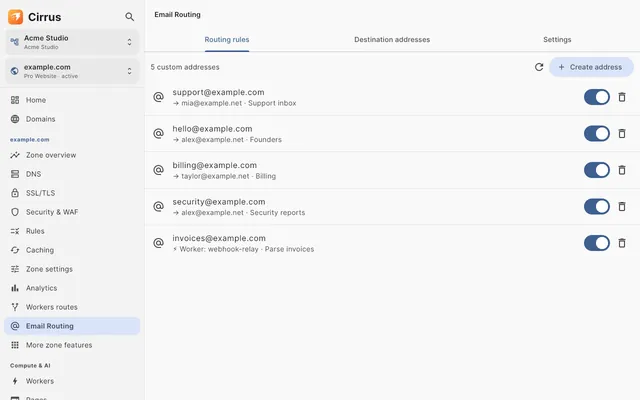 Cirrus
Acme Studio
Acme Studio
example.com
Pro Website · active
Home
Domains
example.com
Zone overview
DNS
SSL/TLS
Security & WAF
Rules
Caching
Zone settings
Analytics
Workers routes
Email Routing
More zone features
Compute & AI
Workers
Pages
Email Routing
Routing rules
Destination addresses
Settings
5 custom addresses
+ Create address
support@example.com
→ mia@example.net · Support inbox
hello@example.com
→ alex@example.net · Founders
billing@example.com
→ taylor@example.net · Billing
security@example.com
→ alex@example.net · Security reports
invoices@example.com
⚡ Worker: webhook-relay · Parse invoices